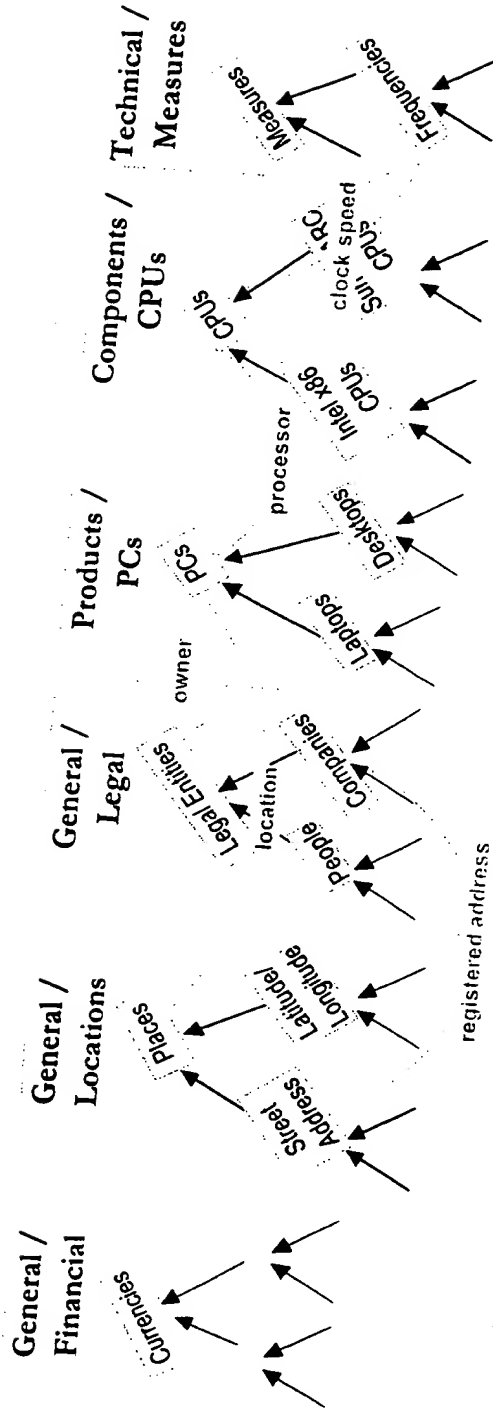 General /
Financial
Currencies
General /
Locations
Places
Street
Address
Latitude/
Longitude
General /
Legal
Legal Entities
location
People
Companies
registered address
owner
Products /
PCs
PCs
Laptops
Desktops
processor
Components /
CPUs
CPUs
Intel x86
CPUs
Sun
CPUs
clock speed
Technical /
Measures
Measures
Frequencies